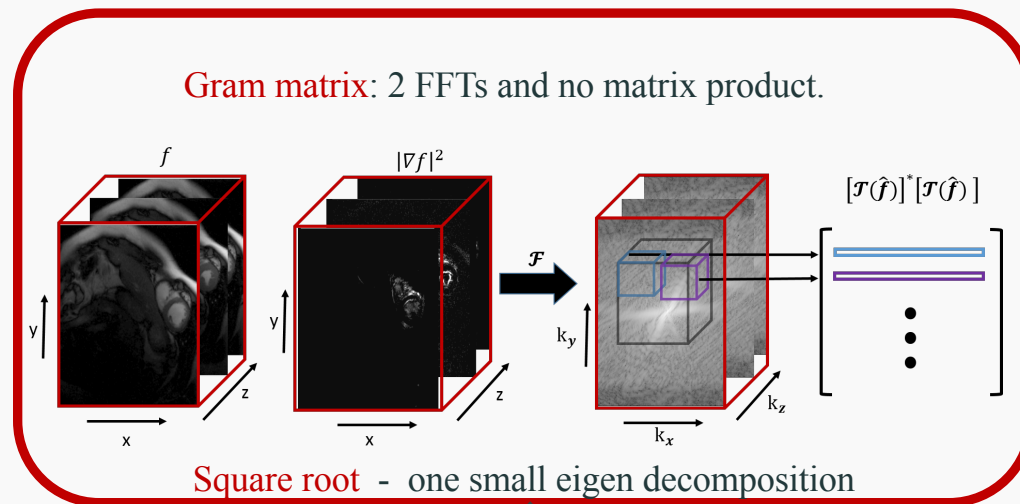 Gram matrix: 2 FFTs and no matrix product.
f
|∇f|²
[𝓣(f̂)]*[𝓣(f̂) ]
𝓕
y
y
k_y
z
k_z
x
x
k_x
Square root - one small eigen decomposition